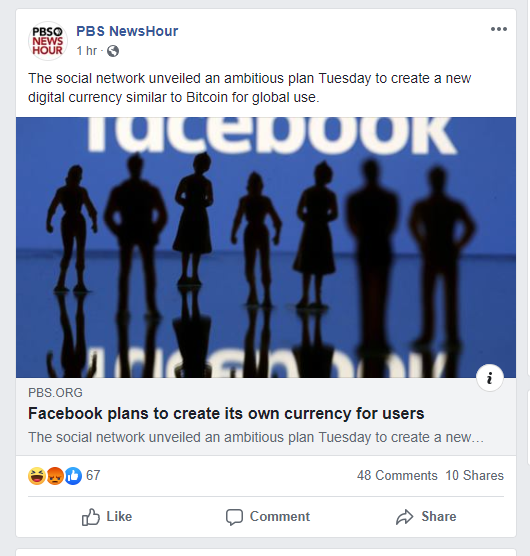 PBS
NEWS
HOUR
PBS NewsHour
1 hr ·
The social network unveiled an ambitious plan Tuesday to create a new
digital currency similar to Bitcoin for global use.
facebook
facebook
i
PBS.ORG
Facebook plans to create its own currency for users
The social network unveiled an ambitious plan Tuesday to create a new...
67
48 Comments 10 Shares
Like
Comment
Share